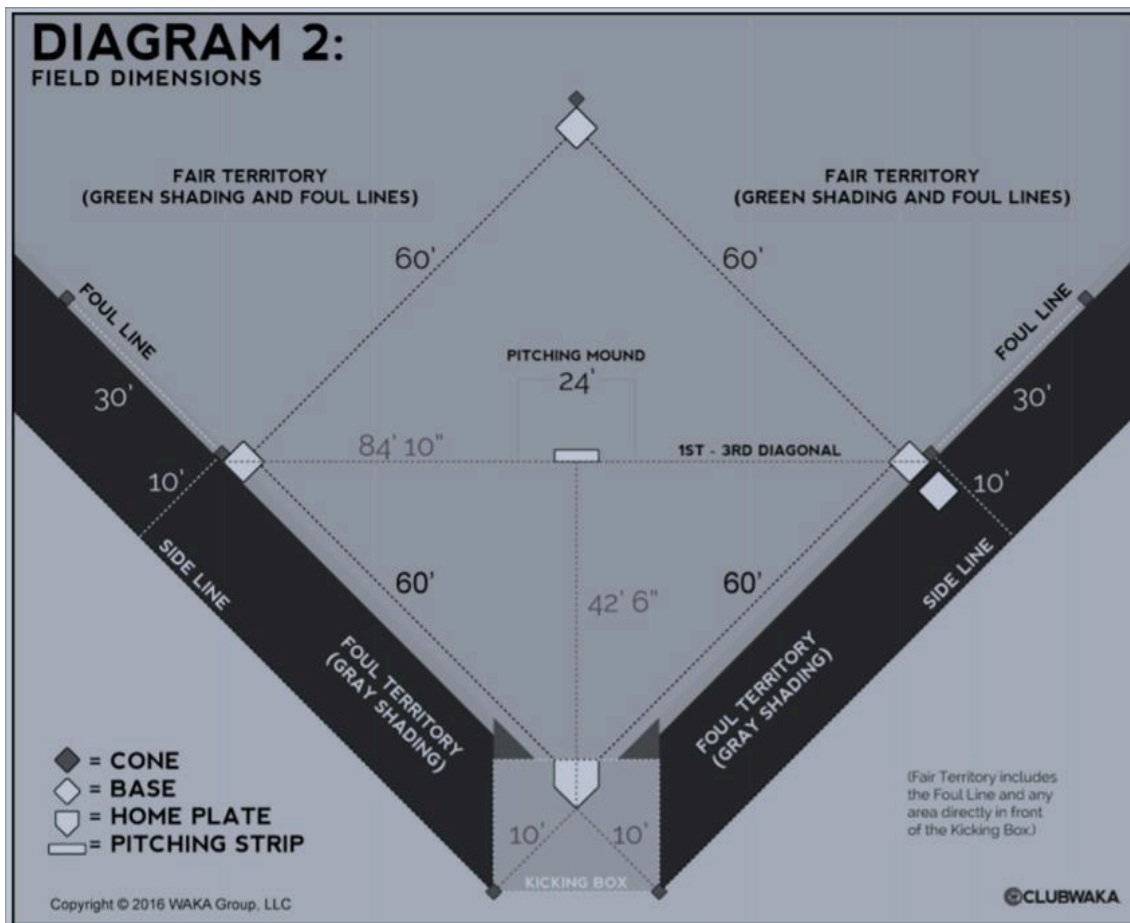 DIAGRAM 2:
FIELD DIMENSIONS
FAIR TERRITORY
(GREEN SHADING AND FOUL LINES)
FAIR TERRITORY
(GREEN SHADING AND FOUL LINES)
60'
60'
FOUL LINE
FOUL LINE
PITCHING MOUND
24'
30'
30'
84' 10"
1ST - 3RD DIAGONAL
10'
10'
SIDE LINE
SIDE LINE
60'
60'
42' 6"
FOUL TERRITORY
(GRAY SHADING)
FOUL TERRITORY
(GRAY SHADING)
= CONE
= BASE
= HOME PLATE
= PITCHING STRIP
(Fair Territory includes
the Foul Line and any
area directly in front
of the Kicking Box.)
10'
10'
KICKING BOX
Copyright © 2016 WAKA Group, LLC
CLUBWAKA